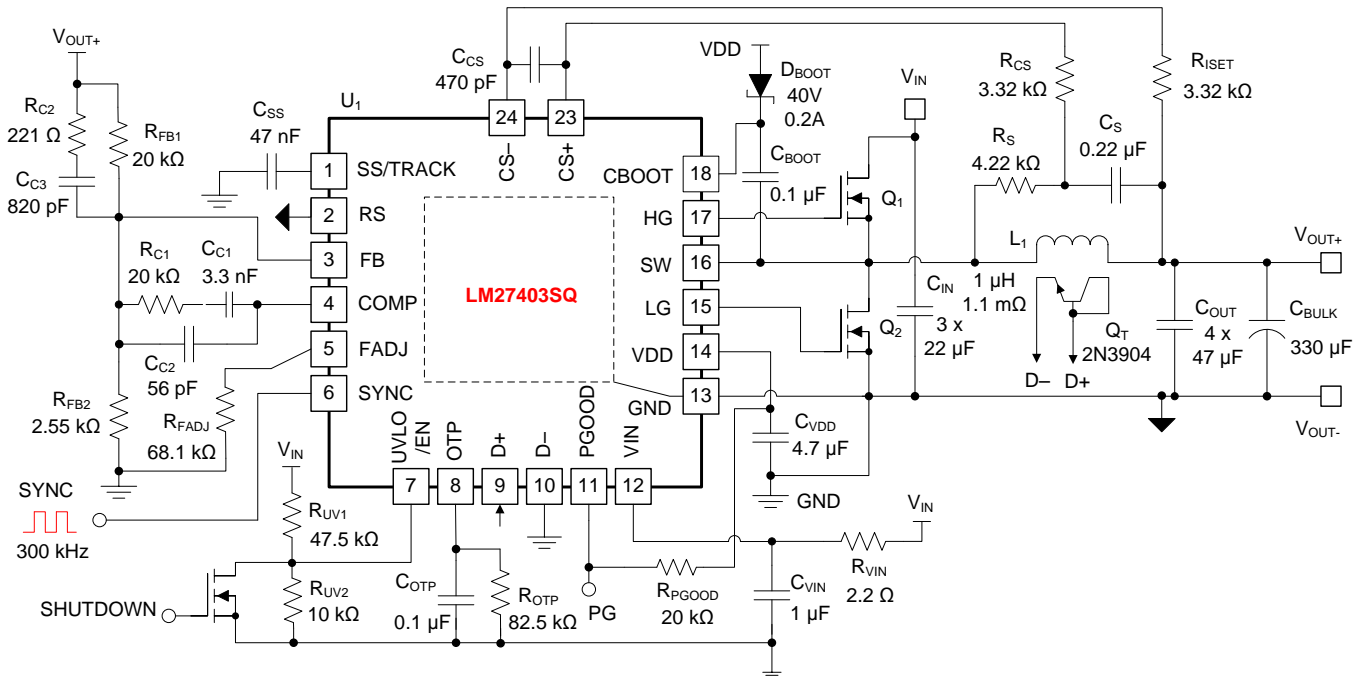 VOUT+
RC2
221 Ω
CC3
820 pF
RFB1
20 kΩ
CSS
47 nF
U1
CCS
470 pF
VDD
DBOOT
40V
0.2A
VIN
RCS
3.32 kΩ
RISET
3.32 kΩ
RS
4.22 kΩ
CS
0.22 µF
24
23
CS–
CS+
1
SS/TRACK
2
RS
3
FB
4
COMP
5
FADJ
6
SYNC
LM27403SQ
CBOOT
18
HG
17
SW
16
LG
15
VDD
14
GND
13
CBOOT
0.1 µF
Q1
Q2
CIN
3 x
22 µF
L1
1 µH
1.1 mΩ
QT
2N3904
D–
D+
COUT
4 x
47 µF
CBULK
330 µF
VOUT+
VOUT-
RC1
20 kΩ
CC1
3.3 nF
CC2
56 pF
RFB2
2.55 kΩ
RFADJ
68.1 kΩ
UVLO
/EN
OTP
D+
D–
PGOOD
VIN
7
8
9
10
11
12
CVDD
4.7 µF
GND
SYNC
300 kHz
VIN
RUV1
47.5 kΩ
RUV2
10 kΩ
SHUTDOWN
COTP
0.1 µF
ROTP
82.5 kΩ
PG
RPGOOD
20 kΩ
CVIN
1 µF
RVIN
2.2 Ω
VIN